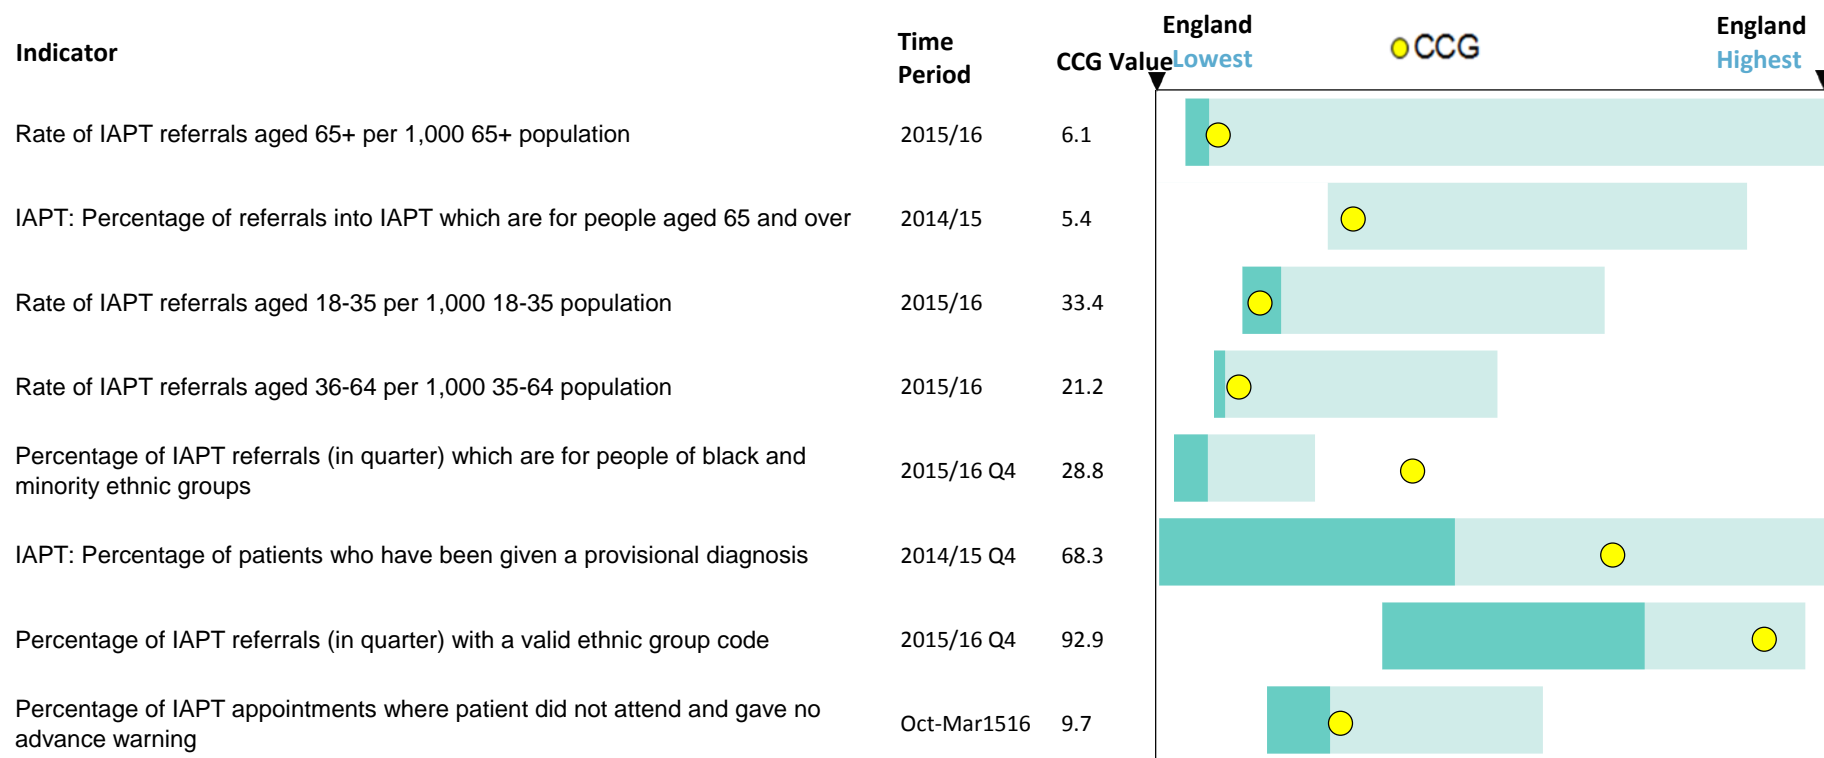 Indicator
Time
Period
CCG Value
England
Lowest
CCG
England
Highest
Rate of IAPT referrals aged 65+ per 1,000 65+ population 2015/16 6.1
IAPT: Percentage of referrals into IAPT which are for people aged 65 and over 2014/15 5.4
Rate of IAPT referrals aged 18-35 per 1,000 18-35 population 2015/16 33.4
Rate of IAPT referrals aged 36-64 per 1,000 35-64 population 2015/16 21.2
Percentage of IAPT referrals (in quarter) which are for people of black and
minority ethnic groups 2015/16 Q4 28.8
IAPT: Percentage of patients who have been given a provisional diagnosis 2014/15 Q4 68.3
Percentage of IAPT referrals (in quarter) with a valid ethnic group code 2015/16 Q4 92.9
Percentage of IAPT appointments where patient did not attend and gave no
advance warning Oct-Mar1516 9.7